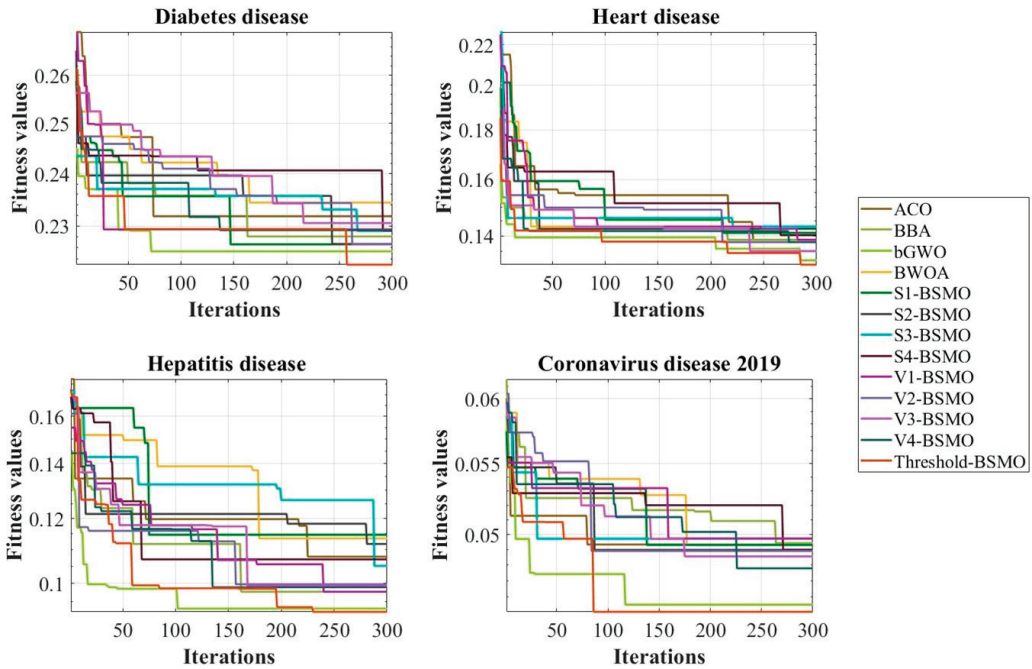 Diabetes disease
Fitness values
0.26
0.25
0.24
0.23
50 100 150 200 250 300
Iterations
Heart disease
Fitness values
0.22
0.2
0.18
0.16
0.14
50 100 150 200 250 300
Iterations
Hepatitis disease
Fitness values
0.16
0.14
0.12
0.1
50 100 150 200 250 300
Iterations
Coronavirus disease 2019
Fitness values
0.06
0.055
0.05
50 100 150 200 250 300
Iterations
ACO
BBA
bGWO
BWOA
S1-BSMO
S2-BSMO
S3-BSMO
S4-BSMO
V1-BSMO
V2-BSMO
V3-BSMO
V4-BSMO
Threshold-BSMO